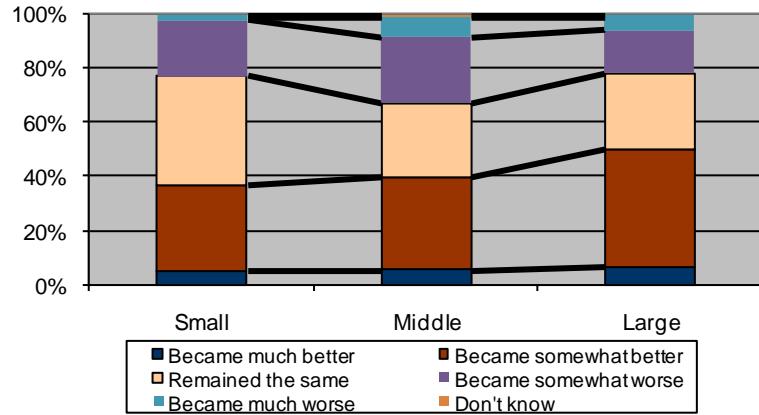 100%
80%
60%
40%
20%
0%
Small Middle Large
Became much better Became somewhat better
Remained the same Became somewhat worse
Became much worse Don't know